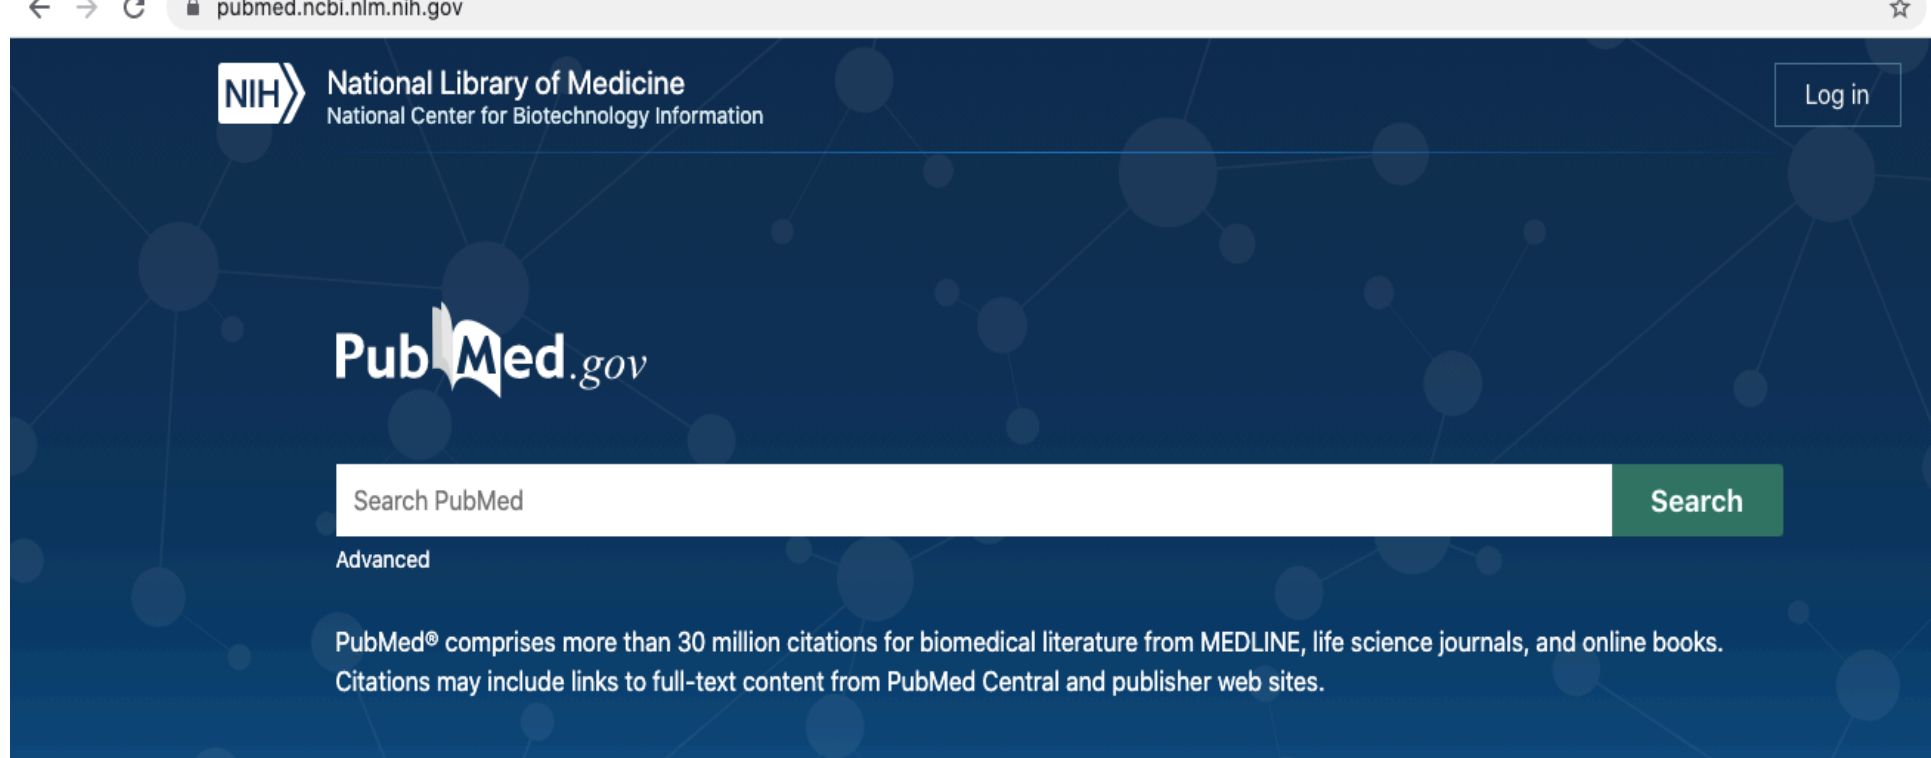 pubmed.ncbi.nlm.nih.gov
NIH
National Library of Medicine
National Center for Biotechnology Information
Log in
PubMed.gov
Search PubMed
Search
Advanced
PubMed® comprises more than 30 million citations for biomedical literature from MEDLINE, life science journals, and online books.
Citations may include links to full-text content from PubMed Central and publisher web sites.